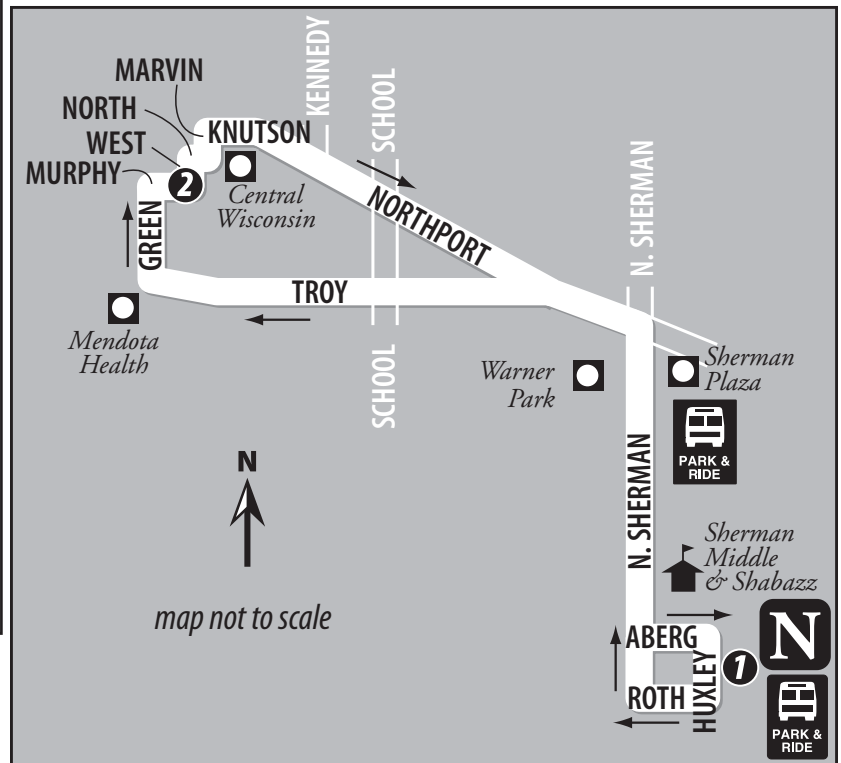 MARVIN
NORTH
WEST
MURPHY
KNUTSON
KENNEDY
SCHOOL
N. SHERMAN
2
Central
Wisconsin
GREEN
NORTHPORT
TROY
Mendota
Health
SCHOOL
Warner
Park
Sherman
Plaza
PARK &
RIDE
N
map not to scale
N. SHERMAN
Sherman
Middle
& Shabazz
ABERG
HUXLEY
ROTH
1
N
PARK &
RIDE